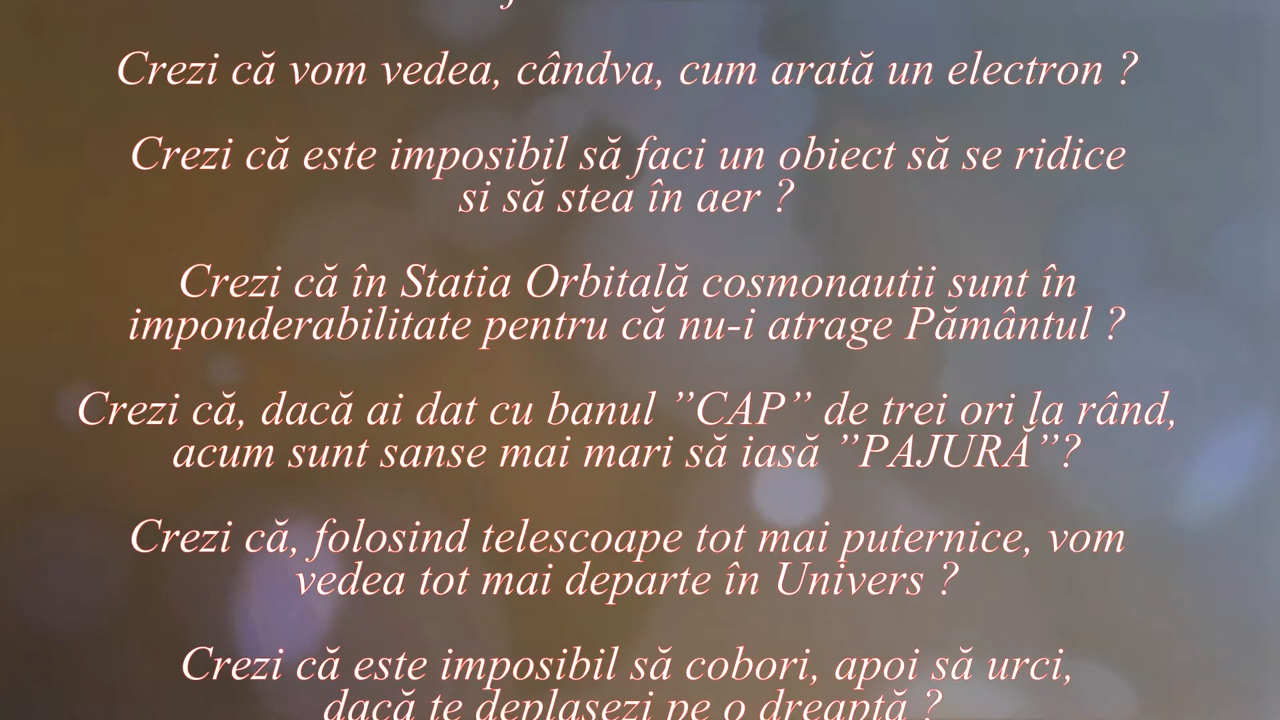 Crezi că vom vedea, cândva, cum arată un electron ?
Crezi că este imposibil să faci un obiect să se ridice
si să stea în aer ?
Crezi că în Statia Orbitală cosmonautii sunt în
imponderabilitate pentru că nu-i atrage Pământul ?
Crezi că, dacă ai dat cu banul ”CAP” de trei ori la rând,
acum sunt sanse mai mari să iasă ”PAJURĂ”?
Crezi că, folosind telescoape tot mai puternice, vom
vedea tot mai departe în Univers ?
Crezi că este imposibil să cobori, apoi să urci,
dacă te deplasezi pe o dreaptă ?